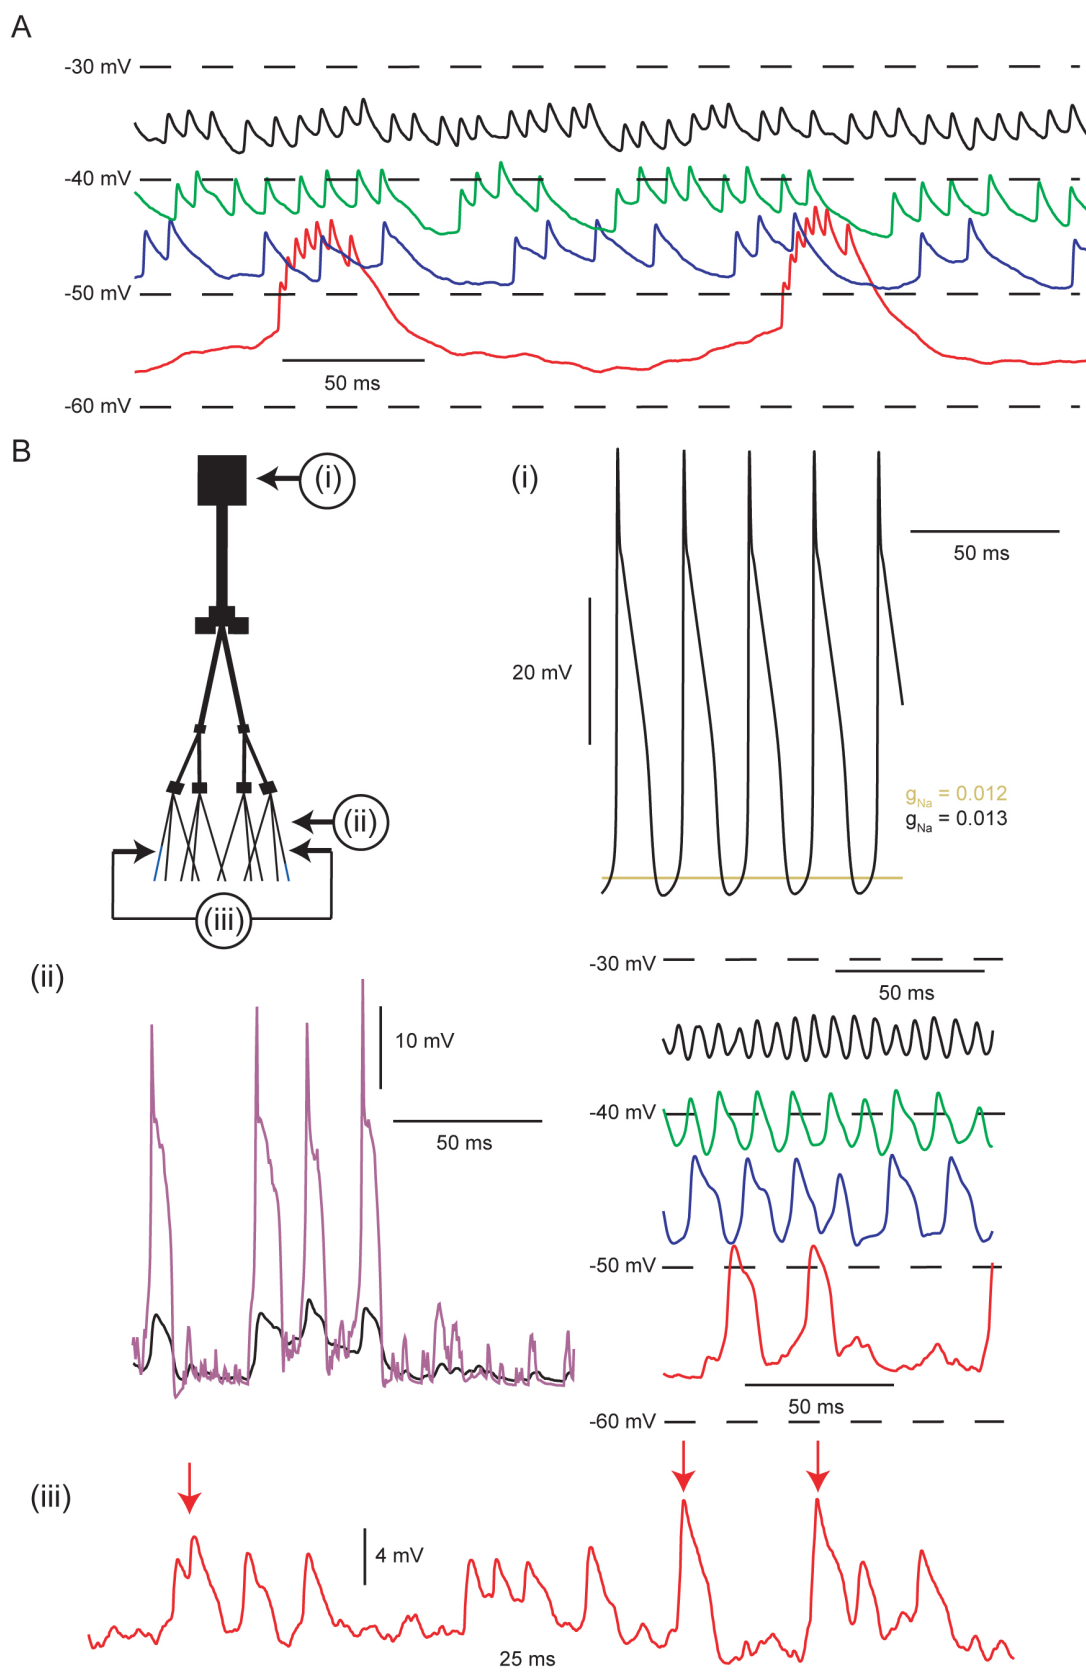 A
-30 mV
-40 mV
-50 mV
50 ms
-60 mV
B
(i)
(ii)
(iii)
(i)
50 ms
20 mV
gNa = 0.012
gNa = 0.013
(ii)
10 mV
50 ms
-30 mV
50 ms
-40 mV
-50 mV
50 ms
-60 mV
(iii)
4 mV
25 ms